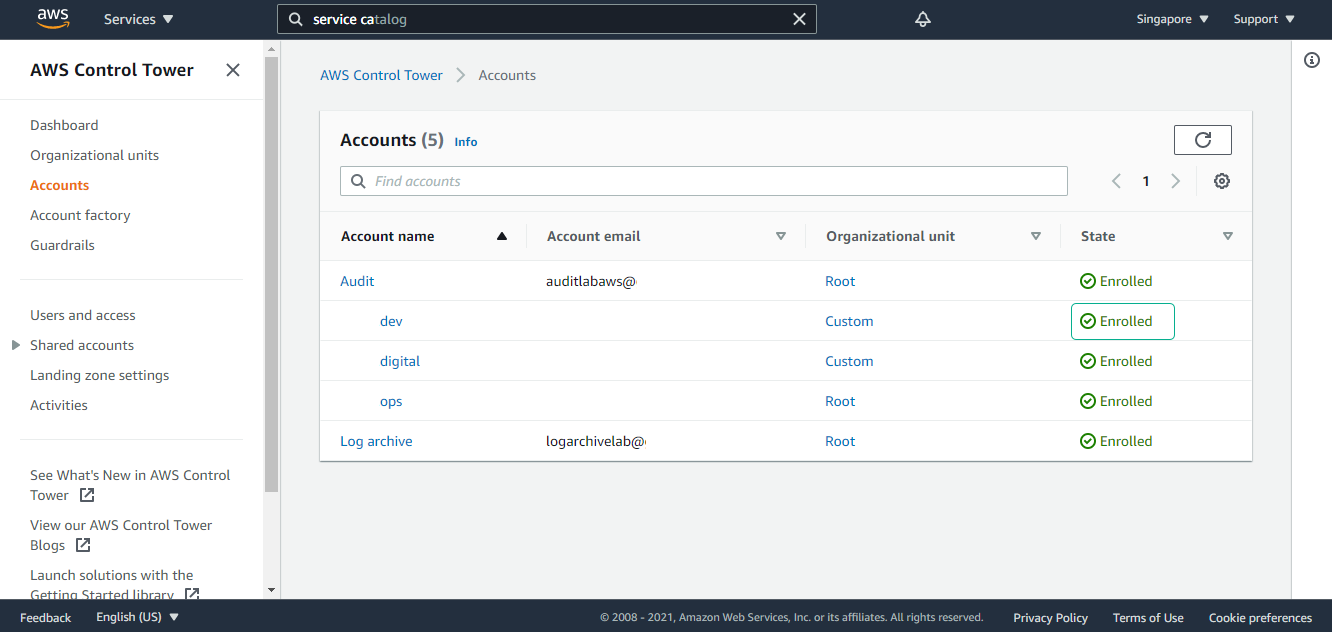 aws Services service catalog Singapore Support
AWS Control Tower
Dashboard
Organizational units
Accounts
Account factory
Guardrails
Users and access
Shared accounts
Landing zone settings
Activities
See What's New in AWS Control
Tower
View our AWS Control Tower
Blogs
Launch solutions with the
Getting Started library
AWS Control Tower Accounts
Accounts (5) Info
Find accounts 1
Account name Account email Organizational unit State
Audit auditlabaws@ Root Enrolled
dev Custom Enrolled
digital Custom Enrolled
ops Root Enrolled
Log archive logarchivelab@ Root Enrolled
Feedback English (US) © 2008 - 2021, Amazon Web Services, Inc. or its affiliates. All rights reserved. Privacy Policy Terms of Use Cookie preferences